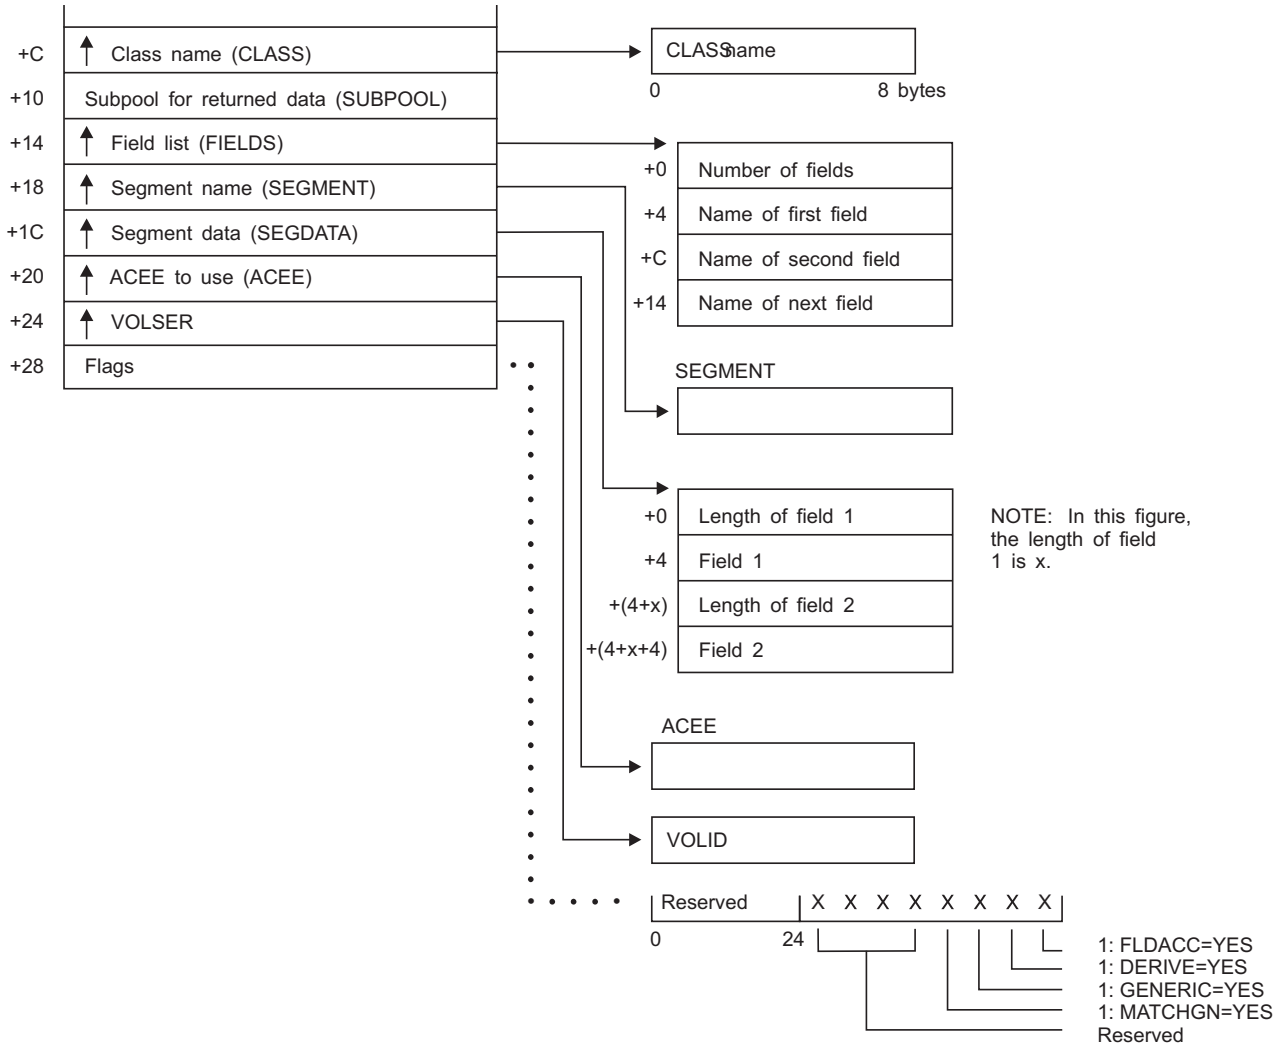 +C ↑ Class name (CLASS)
+10 Subpool for returned data (SUBPOOL)
+14 ↑ Field list (FIELDS)
+18 ↑ Segment name (SEGMENT)
+1C ↑ Segment data (SEGDATA)
+20 ↑ ACEE to use (ACEE)
+24 ↑ VOLSER
+28 Flags
CLASSname
0 8 bytes
+0 Number of fields
+4 Name of first field
+C Name of second field
+14 Name of next field
SEGMENT
+0 Length of field 1
+4 Field 1
+(4+x) Length of field 2
+(4+x+4) Field 2
NOTE: In this figure,
the length of field
1 is x.
ACEE
VOLID
Reserved X X X X X X X X
0 24
1: FLDACC=YES
1: DERIVE=YES
1: GENERIC=YES
1: MATCHGN=YES
Reserved